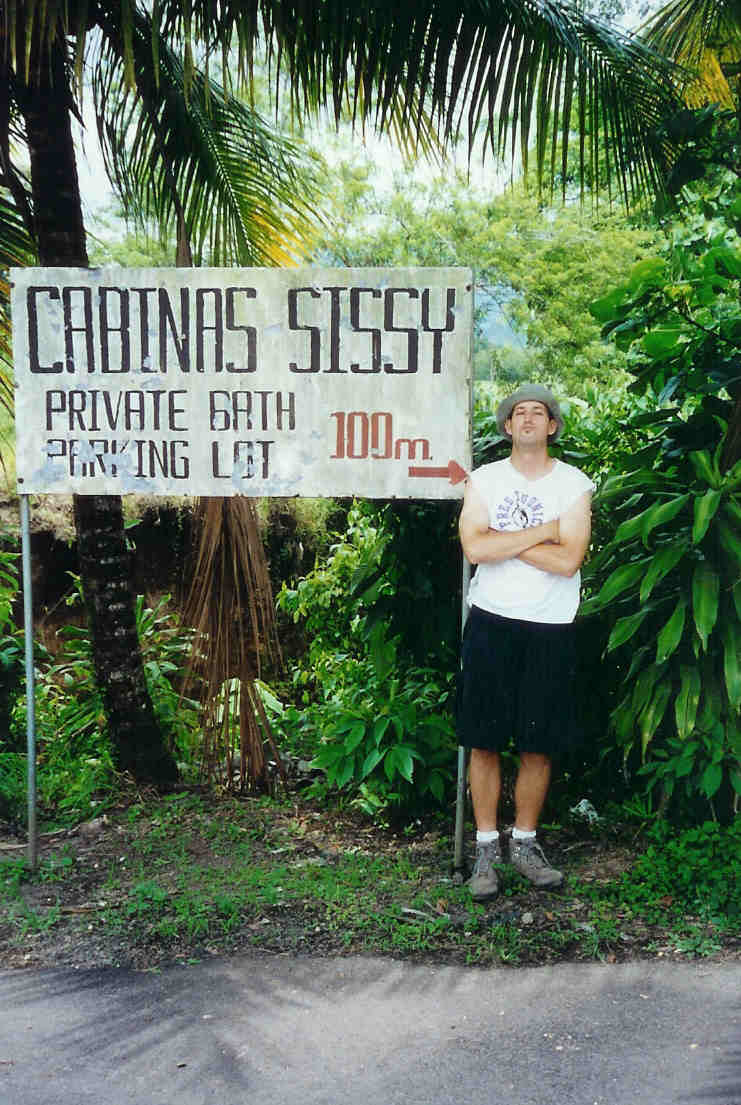 CABINAS SISSY
PRIVATE BATH
PARKING LOT 100m.